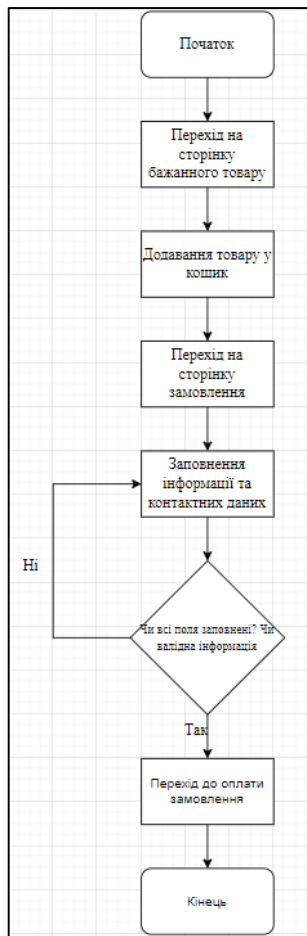 Початок
Перехід на
сторінку
бажанного товару
Додавання товару у
кошик
Перехід на
сторінку
замовлення
Заповнення
інформації та
контактних даних
Ні
Чи всі поля заповнені? Чи
валідна інформація
Так
Перехід до оплати
замовлення
Кінець